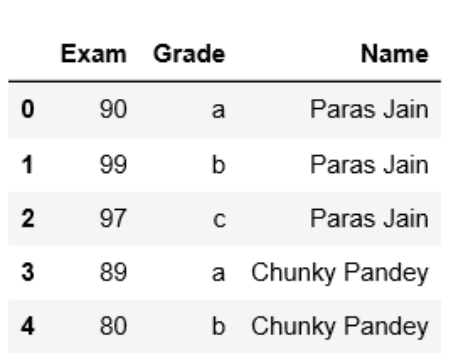 Exam Grade Name
0 90 a Paras Jain
1 99 b Paras Jain
2 97 c Paras Jain
3 89 a Chunky Pandey
4 80 b Chunky Pandey